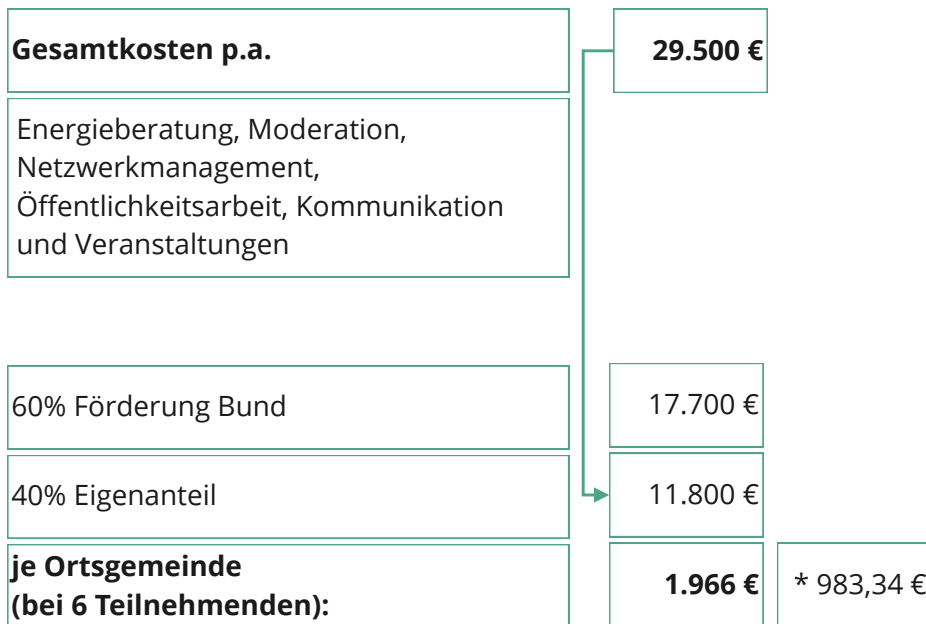 Gesamtkosten p.a. 29.500 €
Energieberatung, Moderation,
Netzwerkmanagement,
Öffentlichkeitsarbeit, Kommunikation
und Veranstaltungen
60% Förderung Bund 17.700 €
40% Eigenanteil 11.800 €
je Ortsgemeinde
(bei 6 Teilnehmenden): 1.966 € * 983,34 €